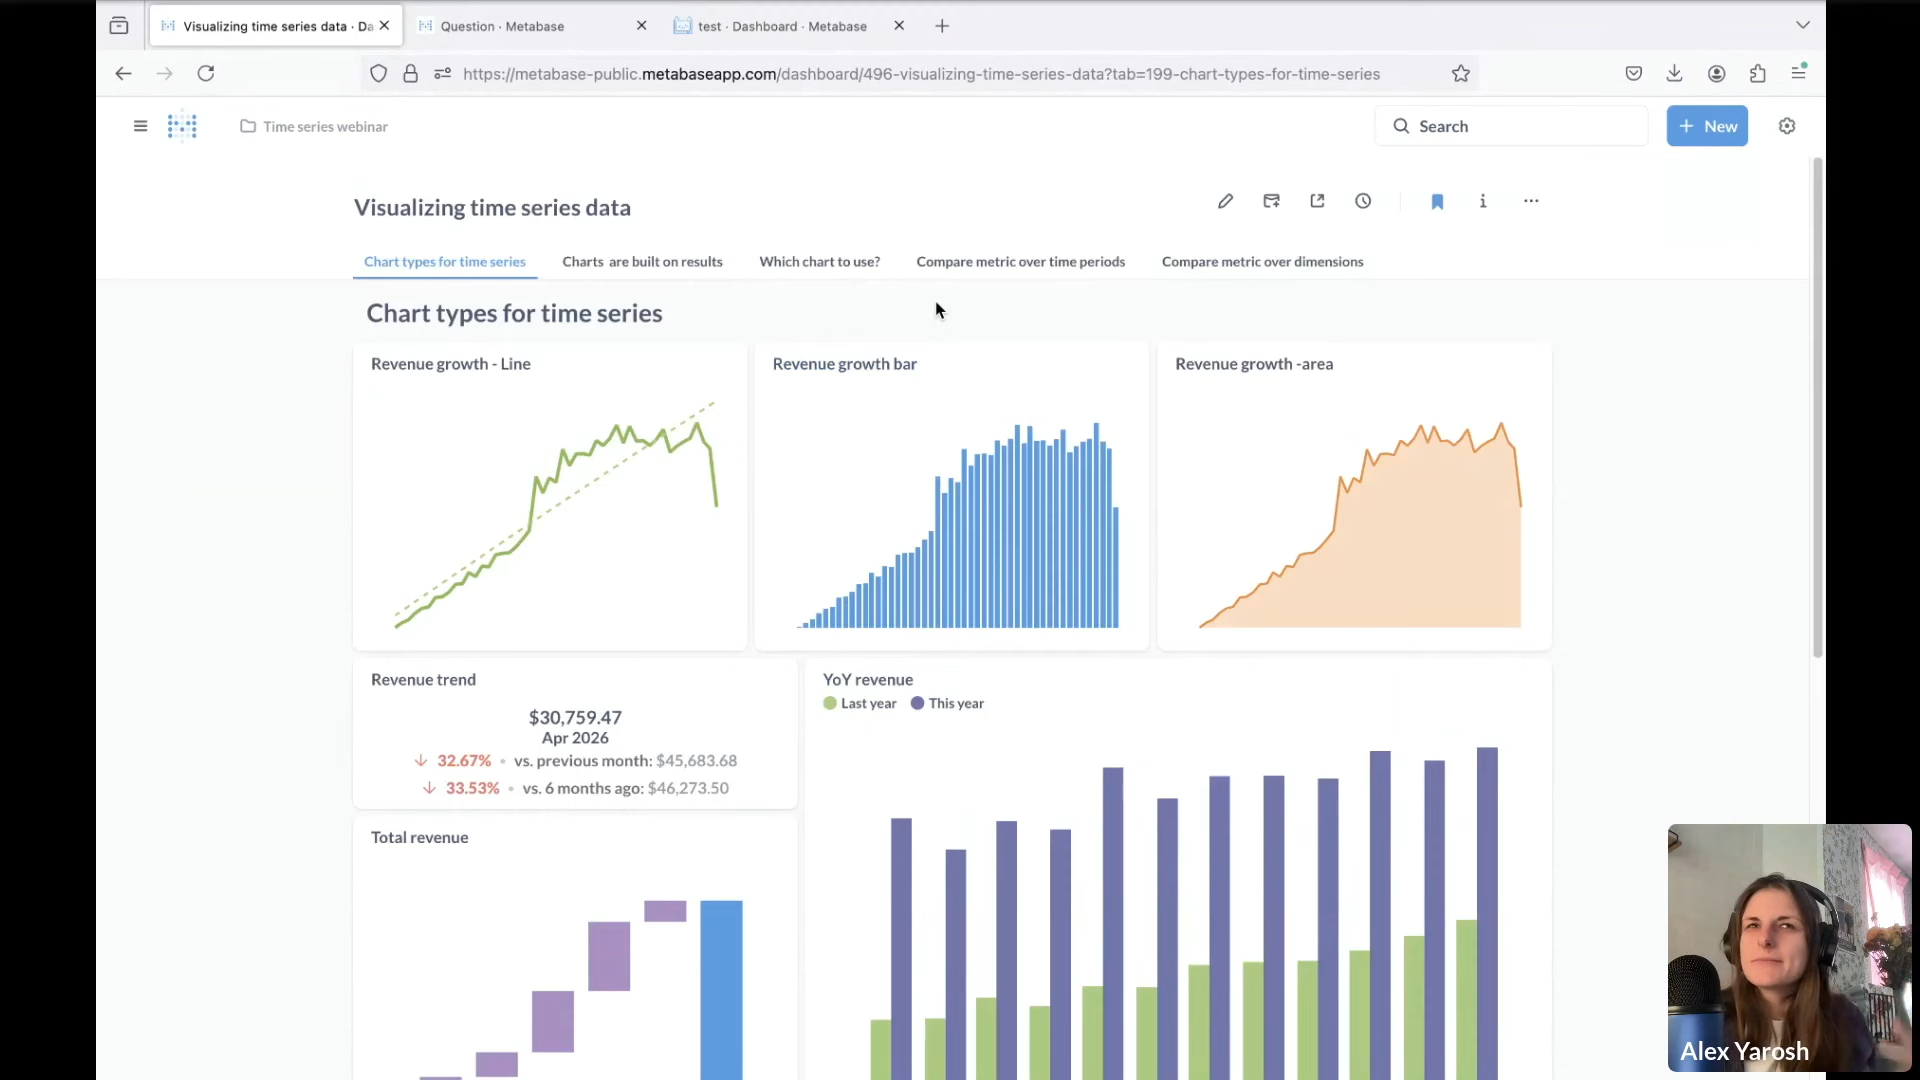 Visualizing time series data · Da
Question · Metabase
test · Dashboard · Metabase
https://metabase-public.metabaseapp.com/dashboard/496-visualizing-time-series-data?tab=199-chart-types-for-time-series
Time series webinar
Search
+ New
Visualizing time series data
Chart types for time series
Charts are built on results
Which chart to use?
Compare metric over time periods
Compare metric over dimensions
Chart types for time series
Revenue growth - Line
Revenue growth bar
Revenue growth -area
Revenue trend
$30,759.47
Apr 2026
↓ 32.67% • vs. previous month: $45,683.68
↓ 33.53% • vs. 6 months ago: $46,273.50
YoY revenue
Last year This year
Total revenue
Alex Yarosh